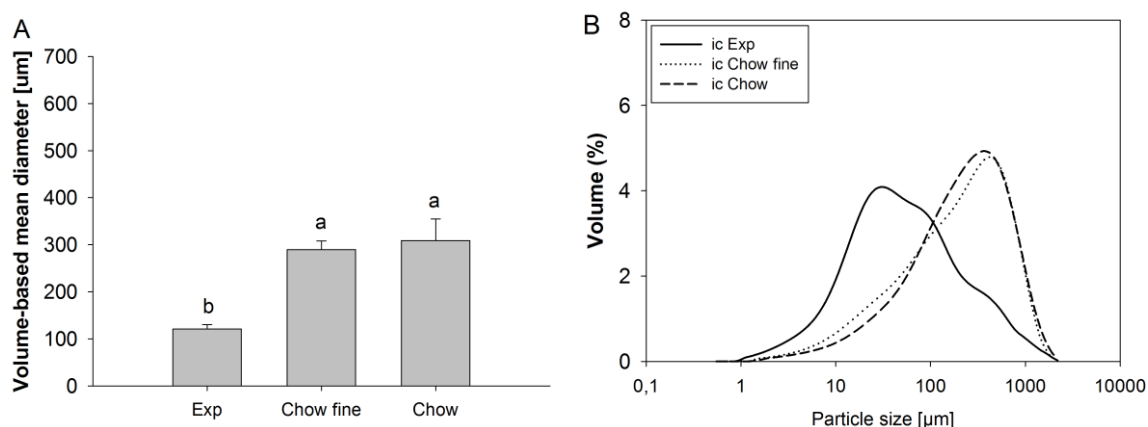 A
Volume-based mean diameter [um]
700
600
500
400
300
200
100
0
a
a
b
Exp
Chow fine
Chow
B
Volume (%)
8
6
4
2
0
ic Exp
ic Chow fine
ic Chow
0,1
1
10
100
1000
10000
Particle size [µm]